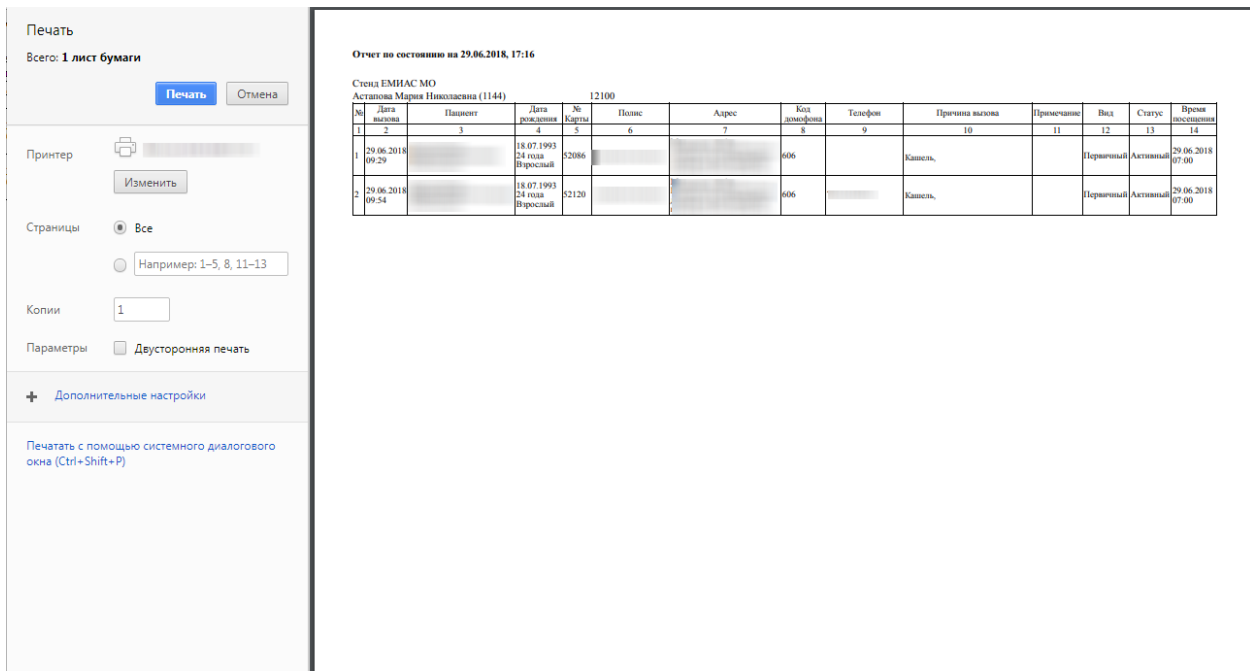 Печать
Всего: 1 лист бумаги
Печать Отмена
Принтер
Изменить
Страницы Все
Например: 1–5, 8, 11–13
Копии 1
Параметры Двусторонняя печать
+ Дополнительные настройки
Печатать с помощью системного диалогового
окна (Ctrl+Shift+P)
Отчет по состоянию на 29.06.2018, 17:16
Стенд ЕМИАС МО
Астапова Мария Николаевна (1144) 12100
№ Дата вызова Пациент Дата рождения № Карты Полис Адрес Код домофона Телефон Причина вызова Примечание Вид Статус Время посещения
1 2 3 4 5 6 7 8 9 10 11 12 13 14
1 29.06.2018 09:29 18.07.1993 24 года Взрослый 52086 606 Кашель, Первичный Активный 29.06.2018 07:00
2 29.06.2018 09:54 18.07.1993 24 года Взрослый 52120 606 Кашель, Первичный Активный 29.06.2018 07:00